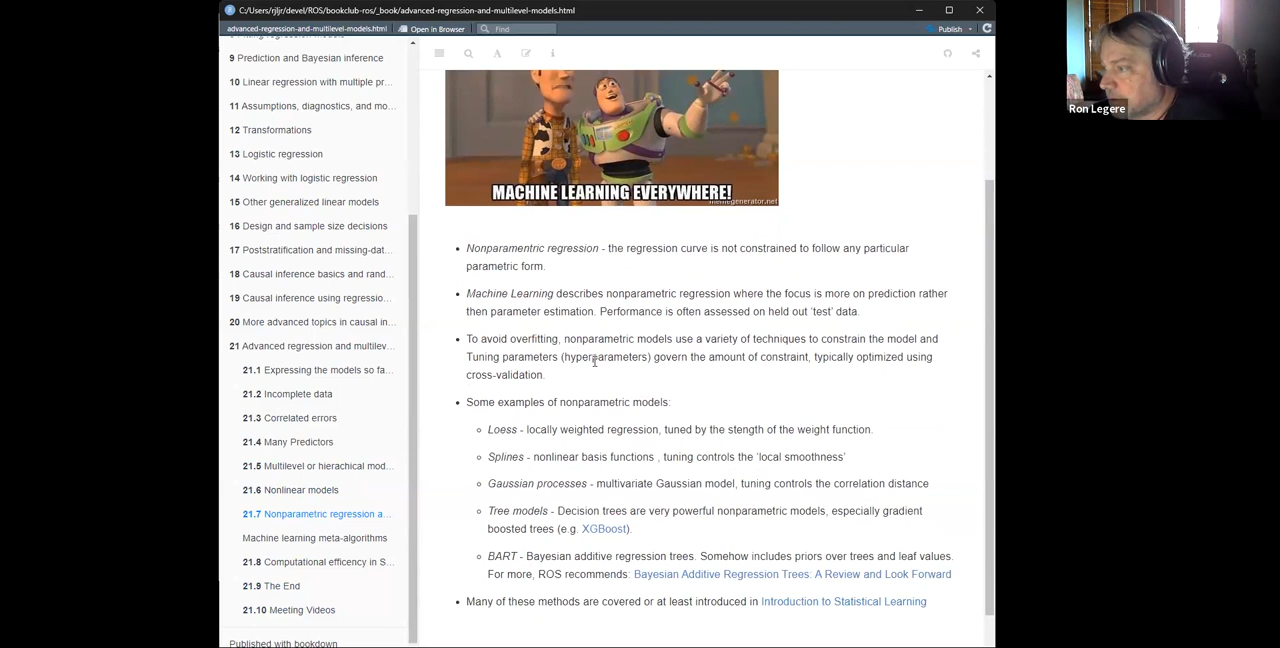 C:/Users/rjljr/devel/ROS/bookclub-ros/_book/advanced-regression-and-multilevel-models.html
advanced-regression-and-multilevel-models.html
Open in Browser
Find
Publish
9 Prediction and Bayesian inference
10 Linear regression with multiple pr...
11 Assumptions, diagnostics, and mo...
12 Transformations
13 Logistic regression
14 Working with logistic regression
15 Other generalized linear models
16 Design and sample size decisions
17 Poststratification and missing-dat...
18 Causal inference basics and rand...
19 Causal inference using regressio...
20 More advanced topics in causal in...
21 Advanced regression and multilev...
21.1 Expressing the models so fa...
21.2 Incomplete data
21.3 Correlated errors
21.4 Many Predictors
21.5 Multilevel or hierachical mod...
21.6 Nonlinear models
21.7 Nonparametric regression a...
Machine learning meta-algorithms
21.8 Computational efficency in S...
21.9 The End
21.10 Meeting Videos
Published with bookdown
MACHINE LEARNING EVERYWHERE!
memegenerator.net
• Nonparamentric regression - the regression curve is not constrained to follow any particular
parametric form.
• Machine Learning describes nonparametric regression where the focus is more on prediction rather
then parameter estimation. Performance is often assessed on held out 'test' data.
• To avoid overfitting, nonparametric models use a variety of techniques to constrain the model and
Tuning parameters (hyperparameters) govern the amount of constraint, typically optimized using
cross-validation.
• Some examples of nonparametric models:
○ Loess - locally weighted regression, tuned by the stength of the weight function.
○ Splines - nonlinear basis functions , tuning controls the 'local smoothness'
○ Gaussian processes - multivariate Gaussian model, tuning controls the correlation distance
○ Tree models - Decision trees are very powerful nonparametric models, especially gradient
boosted trees (e.g. XGBoost).
○ BART - Bayesian additive regression trees. Somehow includes priors over trees and leaf values.
For more, ROS recommends: Bayesian Additive Regression Trees: A Review and Look Forward
• Many of these methods are covered or at least introduced in Introduction to Statistical Learning
Ron Legere